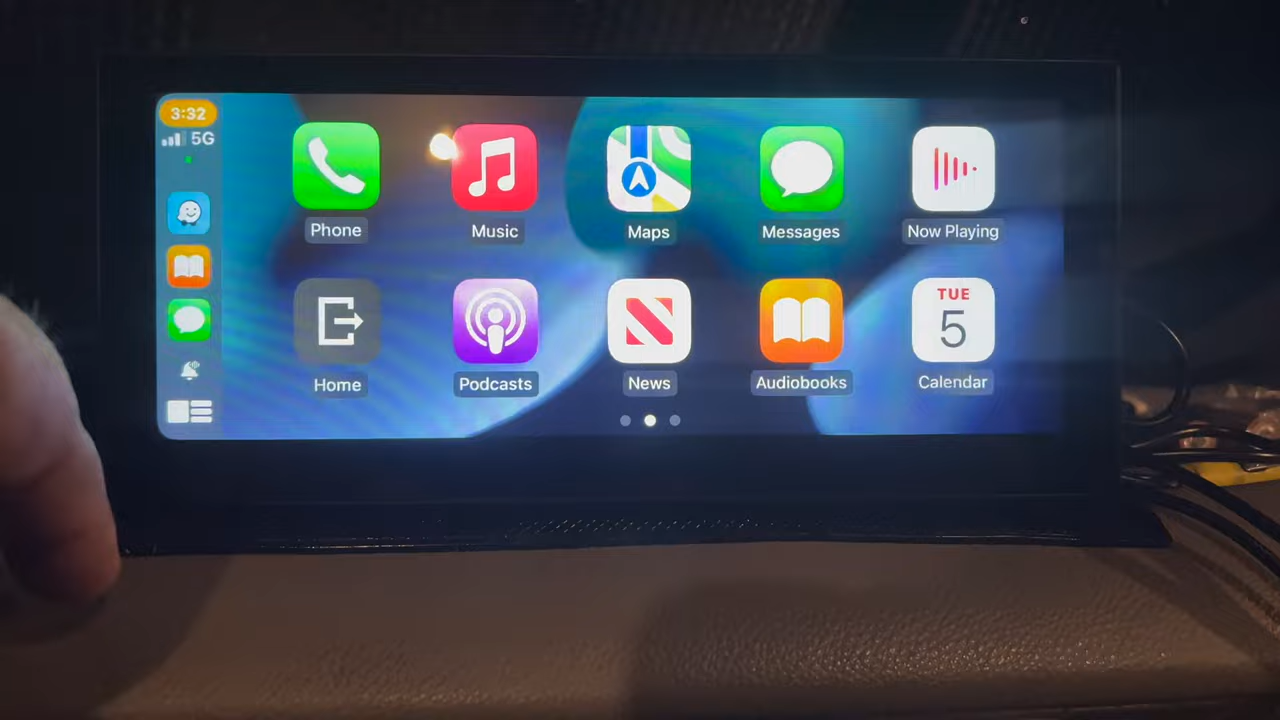 3:32
5G
Phone
Music
Maps
Messages
Now Playing
Home
Podcasts
News
Audiobooks
TUE
5
Calendar